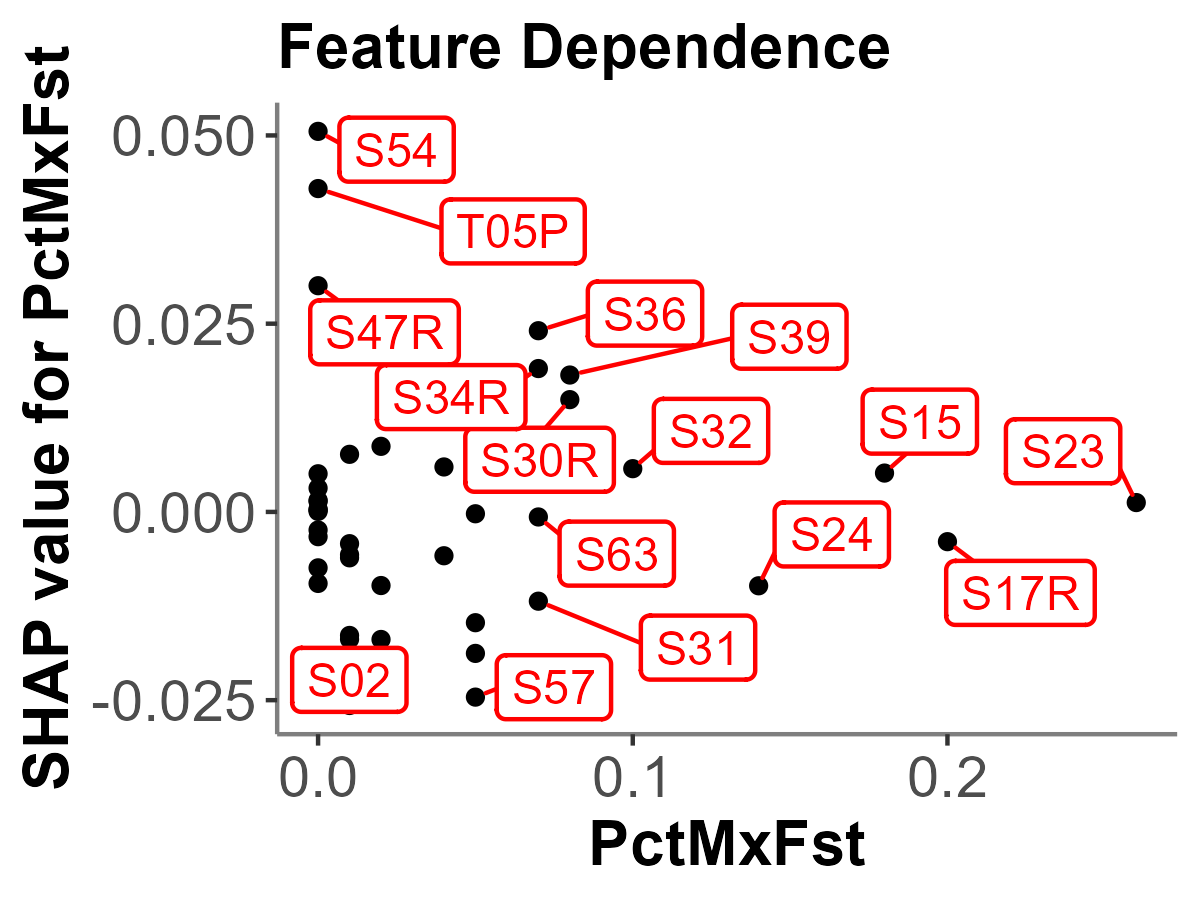 Feature Dependence
SHAP value for PctMxFst
0.050
0.025
0.000
-0.025
S54
T05P
S47R
S36
S39
S34R
S30R
S32
S15
S23
S24
S63
S17R
S31
S02
S57
0.0
0.1
0.2
PctMxFst